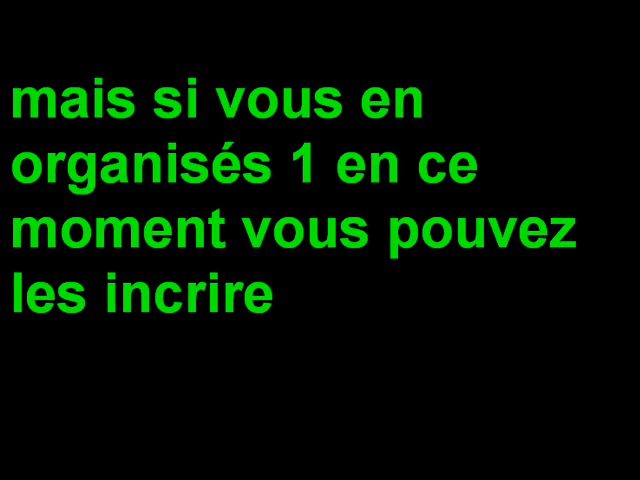 mais si vous en
organisés 1 en ce
moment vous pouvez
les incrire